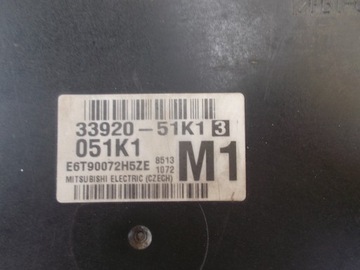 33920-51K1 3
051K1
E6T90072H5ZE 8513 1072
M1
MITSUBISHI ELECTRIC (CZECH)